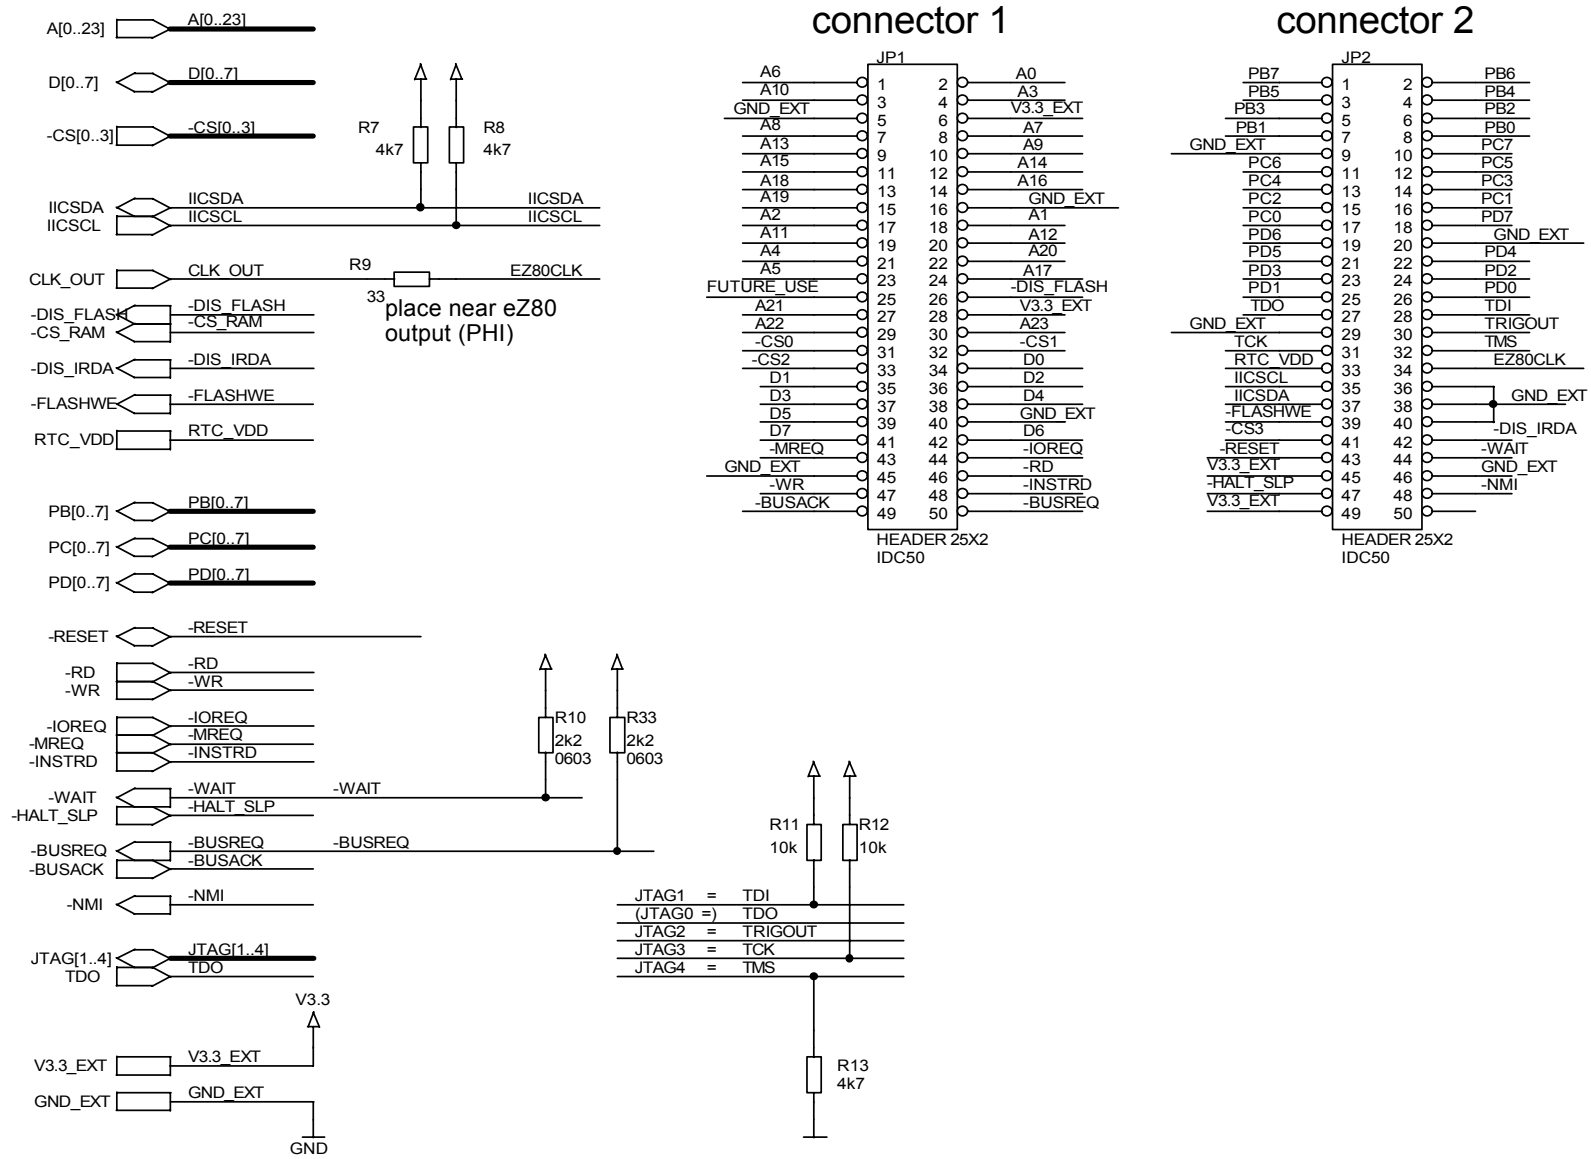 A[0..23] A[0..23]
D[0..7] D[0..7]
-CS[0..3] -CS[0..3]
R7
4k7
R8
4k7
IICSDA IICSDA IICSDA
IICSCL IICSCL IICSCL
CLK_OUT CLK_OUT R9 EZ80CLK
33
place near eZ80
output (PHI)
-DIS_FLASH -DIS_FLASH
-CS_RAM -CS_RAM
-DIS_IRDA -DIS_IRDA
-FLASHWE -FLASHWE
RTC_VDD RTC_VDD
PB[0..7] PB[0..7]
PC[0..7] PC[0..7]
PD[0..7] PD[0..7]
-RESET -RESET
-RD -RD
-WR -WR
-IOREQ -IOREQ
-MREQ -MREQ
-INSTRD -INSTRD
-WAIT -WAIT -WAIT
-HALT_SLP -HALT_SLP
-BUSREQ -BUSREQ -BUSREQ
-BUSACK -BUSACK
-NMI -NMI
JTAG[1..4] JTAG[1..4]
TDO TDO
V3.3
V3.3_EXT V3.3_EXT
GND_EXT GND_EXT
GND
R10
2k2
0603
R33
2k2
0603
R11
10k
R12
10k
JTAG1 = TDI
(JTAG0 =) TDO
JTAG2 = TRIGOUT
JTAG3 = TCK
JTAG4 = TMS
R13
4k7
connector 1
JP1
A6 1 2 A0
A10 3 4 A3
GND_EXT 5 6 V3.3_EXT
A8 7 8 A7
A13 9 10 A9
A15 11 12 A14
A18 13 14 A16
A19 15 16 GND_EXT
A2 17 18 A1
A11 19 20 A12
A4 21 22 A20
A5 23 24 A17
FUTURE_USE 25 26 -DIS_FLASH
A21 27 28 V3.3_EXT
A22 29 30 A23
-CS0 31 32 -CS1
-CS2 33 34 D0
D1 35 36 D2
D3 37 38 D4
D5 39 40 GND_EXT
D7 41 42 D6
-MREQ 43 44 -IOREQ
GND_EXT 45 46 -RD
-WR 47 48 -INSTRD
-BUSACK 49 50 -BUSREQ
HEADER 25X2
IDC50
connector 2
JP2
PB7 1 2 PB6
PB5 3 4 PB4
PB3 5 6 PB2
PB1 7 8 PB0
GND_EXT 9 10 PC7
PC6 11 12 PC5
PC4 13 14 PC3
PC2 15 16 PC1
PC0 17 18 PD7
PD6 19 20 GND_EXT
PD5 21 22 PD4
PD3 23 24 PD2
PD1 25 26 PD0
TDO 27 28 TDI
GND_EXT 29 30 TRIGOUT
TCK 31 32 TMS
RTC_VDD 33 34 EZ80CLK
IICSCL 35 36
IICSDA 37 38 GND_EXT
-FLASHWE 39 40
-CS3 41 42 -DIS_IRDA
-RESET 43 44 -WAIT
V3.3_EXT 45 46 GND_EXT
-HALT_SLP 47 48 -NMI
V3.3_EXT 49 50
HEADER 25X2
IDC50